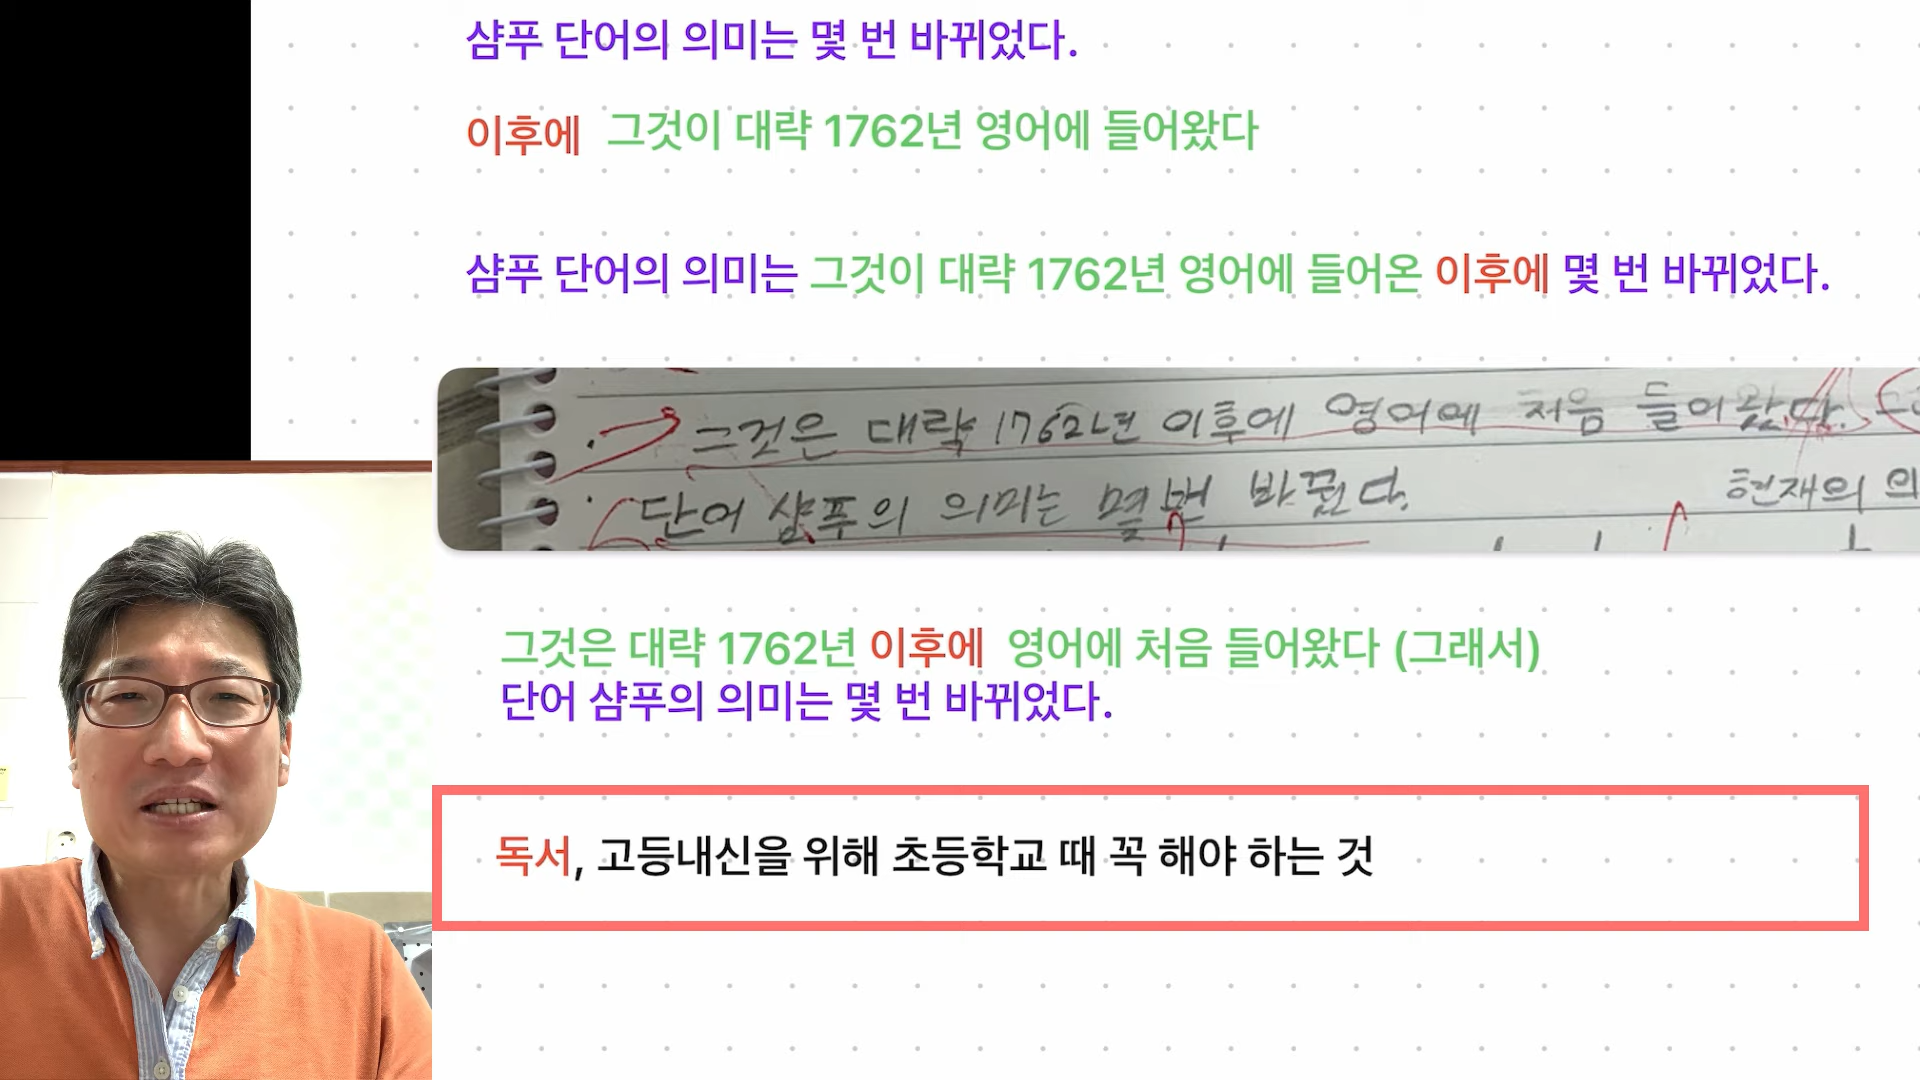 샴푸 단어의 의미는 몇 번 바뀌었다.
이후에 그것이 대략 1762년 영어에 들어왔다
샴푸 단어의 의미는 그것이 대략 1762년 영어에 들어온 이후에 몇 번 바뀌었다.
그것은 대략 1762년 이후에 영어에 처음 들어왔다.
단어 샴푸의 의미는 몇번 바뀠다. 현재의 의
그것은 대략 1762년 이후에 영어에 처음 들어왔다 (그래서)
단어 샴푸의 의미는 몇 번 바뀌었다.
독서, 고등내신을 위해 초등학교 때 꼭 해야 하는 것